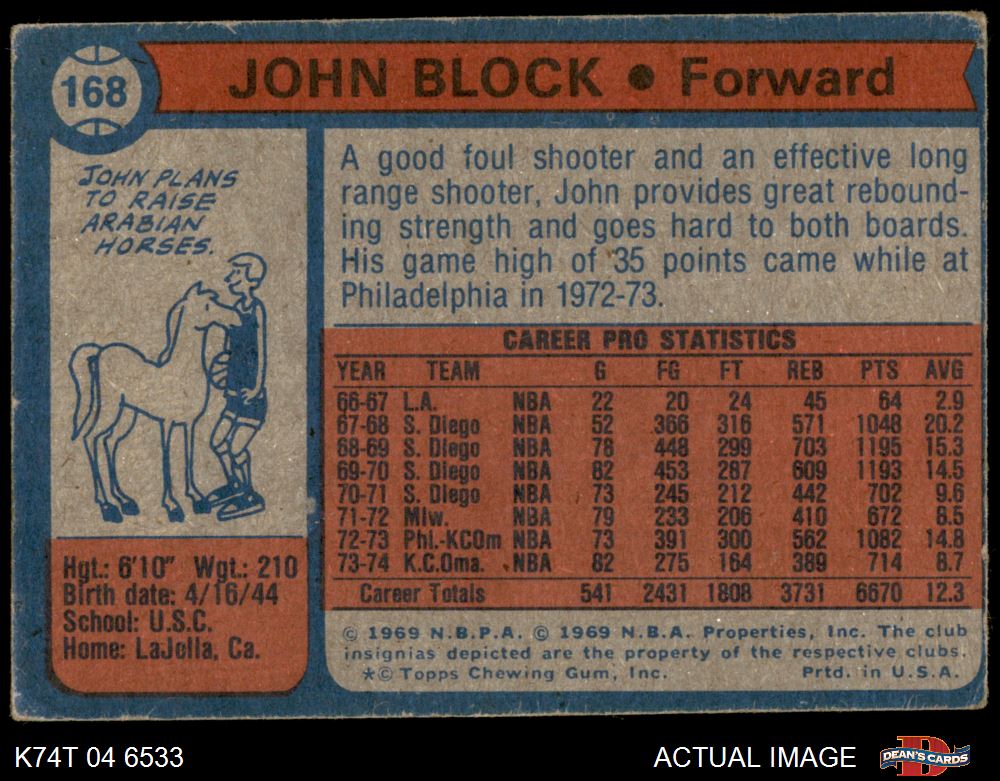 168
JOHN BLOCK • Forward
JOHN PLANS
TO RAISE
ARABIAN
HORSES.
A good foul shooter and an effective long
range shooter, John provides great rebound-
ing strength and goes hard to both boards.
His game high of 35 points came while at
Philadelphia in 1972-73.
CAREER PRO STATISTICS
YEAR TEAM G FG FT REB PTS AVG
66-67 L.A. NBA 22 20 24 45 64 2.9
67-68 S. Diego NBA 52 366 316 571 1048 20.2
68-69 S. Diego NBA 78 448 299 703 1195 15.3
69-70 S. Diego NBA 82 453 287 609 1193 14.5
70-71 S. Diego NBA 73 245 212 442 702 9.6
71-72 Milw. NBA 79 233 206 410 672 8.5
72-73 Phi.-KCOm NBA 73 391 300 562 1082 14.8
73-74 K.C.Oma. NBA 82 275 164 389 714 8.7
Career Totals 541 2431 1808 3731 6670 12.3
Hgt.: 6'10" Wgt.: 210
Birth date: 4/16/44
School: U.S.C.
Home: LaJolla, Ca.
© 1969 N.B.P.A. © 1969 N.B.A. Properties, Inc. The club
insignias depicted are the property of the respective clubs.
*© Topps Chewing Gum, Inc. Prtd. in U.S.A.
K74T 04 6533
ACTUAL IMAGE
DEAN'S CARDS